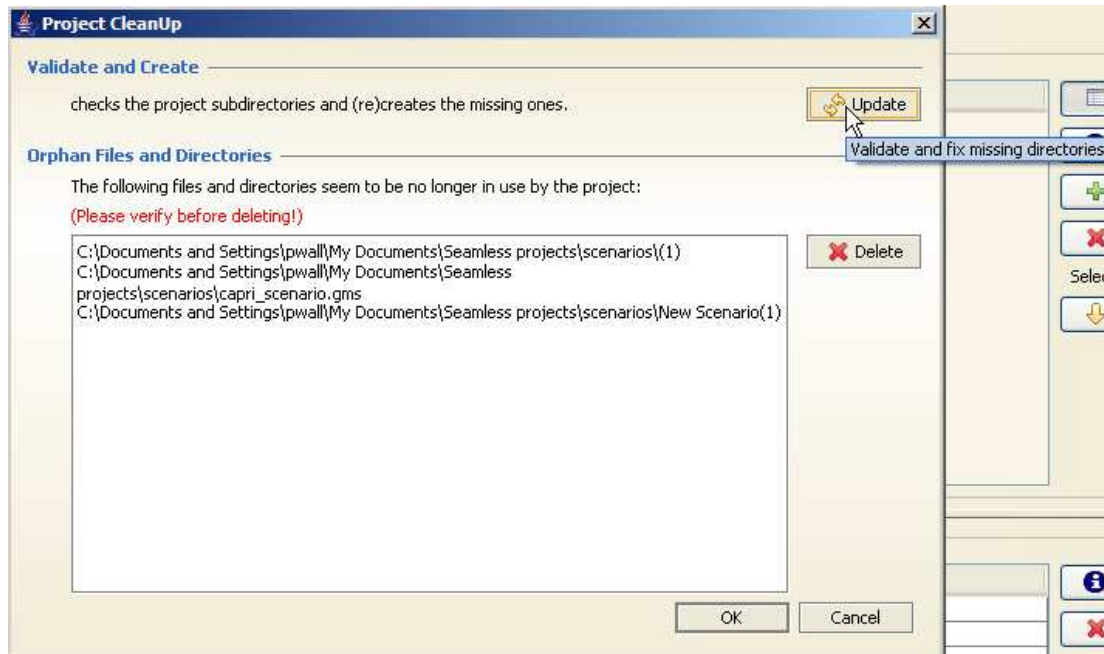 Project CleanUp
Validate and Create
checks the project subdirectories and (re)creates the missing ones.
Update
Validate and fix missing directories
Orphan Files and Directories
The following files and directories seem to be no longer in use by the project:
(Please verify before deleting!)
C:\Documents and Settings\pwall\My Documents\Seamless projects\scenarios\(1)
C:\Documents and Settings\pwall\My Documents\Seamless
projects\scenarios\capri_scenario.gms
C:\Documents and Settings\pwall\My Documents\Seamless projects\scenarios\New Scenario(1)
Delete
OK
Cancel